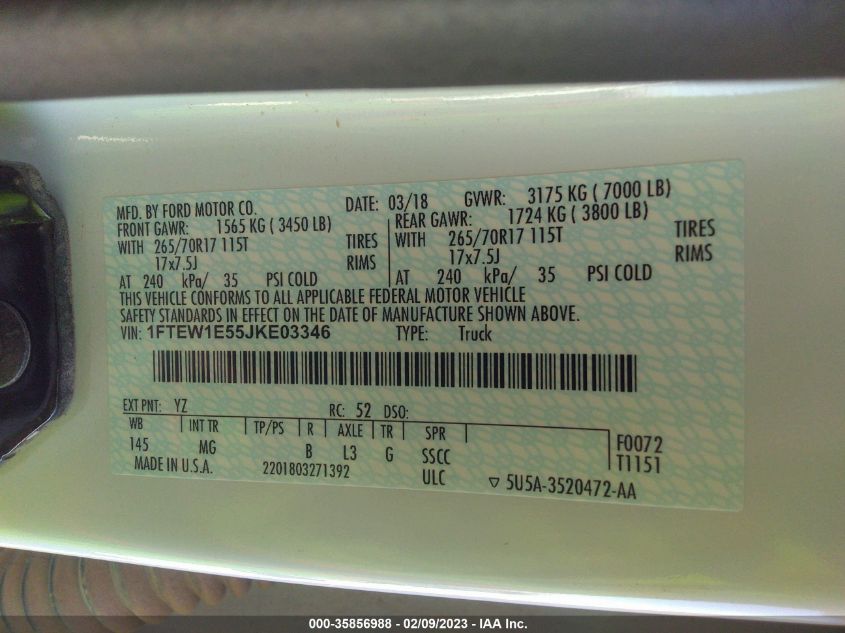 MFD. BY FORD MOTOR CO. DATE: 03/18 GVWR: 3175 KG ( 7000 LB)
FRONT GAWR: 1565 KG ( 3450 LB) REAR GAWR: 1724 KG ( 3800 LB)
WITH 265/70R17 115T TIRES WITH 265/70R17 115T TIRES
17x7.5J RIMS 17x7.5J RIMS
AT 240 kPa/ 35 PSI COLD AT 240 kPa/ 35 PSI COLD
THIS VEHICLE CONFORMS TO ALL APPLICABLE FEDERAL MOTOR VEHICLE
SAFETY STANDARDS IN EFFECT ON THE DATE OF MANUFACTURE SHOWN ABOVE.
VIN: 1FTEW1E55JKE03346 TYPE: Truck
EXT PNT: YZ RC: 52 DSO:
WB INT TR TP/PS R AXLE TR SPR F0072
145 MG B L3 G SSCC T1151
MADE IN U.S.A. 2201803271392 ULC 5U5A-3520472-AA
000-35856988 - 02/09/2023 - IAA Inc.